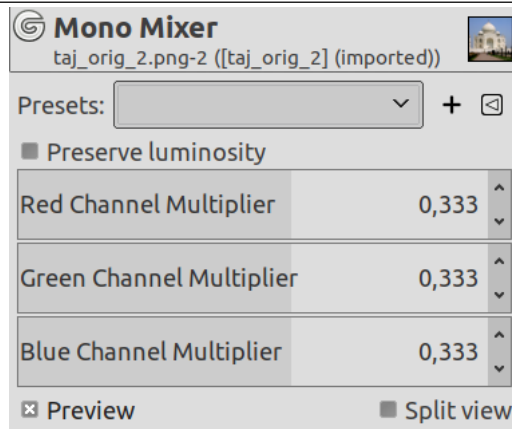 Mono Mixer
taj_orig_2.png-2 ([taj_orig_2] (imported))
Presets:
Preserve luminosity
Red Channel Multiplier 0,333
Green Channel Multiplier 0,333
Blue Channel Multiplier 0,333
Preview Split view